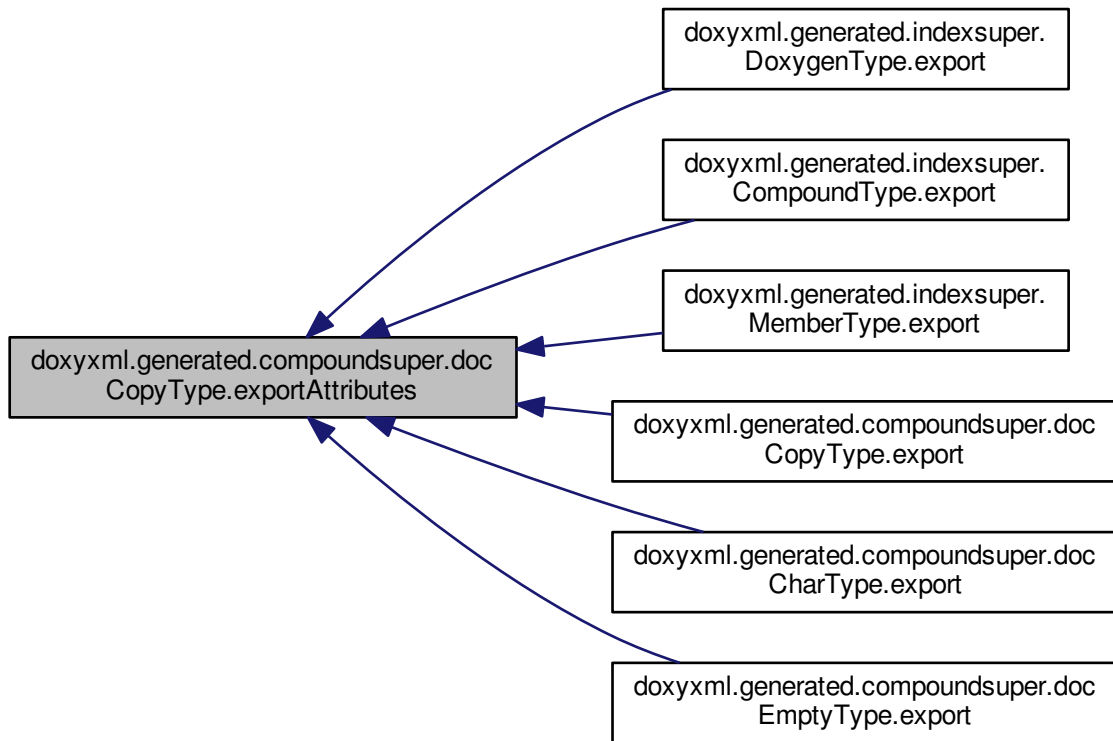 doxyxml.generated.indexsuper.
DoxygenType.export
doxyxml.generated.indexsuper.
CompoundType.export
doxyxml.generated.indexsuper.
MemberType.export
doxyxml.generated.compoundsuper.doc
CopyType.exportAttributes
doxyxml.generated.compoundsuper.doc
CopyType.export
doxyxml.generated.compoundsuper.doc
CharType.export
doxyxml.generated.compoundsuper.doc
EmptyType.export